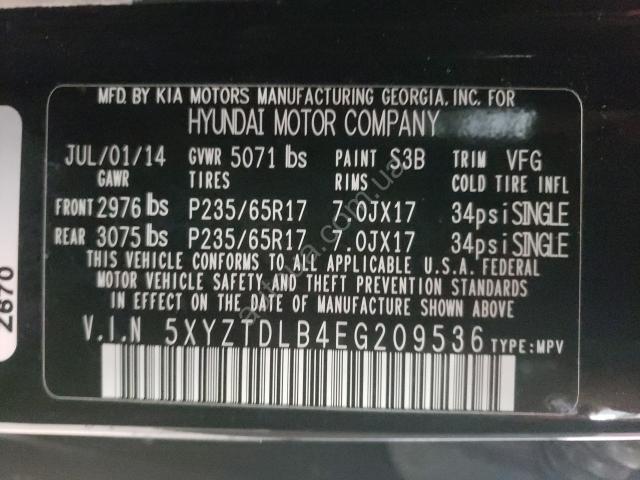 MFD. BY KIA MOTORS MANUFACTURING GEORGIA, INC. FOR
HYUNDAI MOTOR COMPANY
JUL/01/14 GVWR 5071 lbs PAINT S3B TRIM VFG
GAWR TIRES RIMS COLD TIRE INFL
FRONT 2976 lbs P235/65R17 7.0JX17 34psi SINGLE
REAR 3075 lbs P235/65R17 7.0JX17 34psi SINGLE
THIS VEHICLE CONFORMS TO ALL APPLICABLE U.S.A. FEDERAL
MOTOR VEHICLE SAFETY AND THEFT PREVENTION STANDARDS
IN EFFECT ON THE DATE OF MANUFACTURE SHOWN ABOVE
V.I.N 5XYZTDLB4EG209536 TYPE:MPV
2670